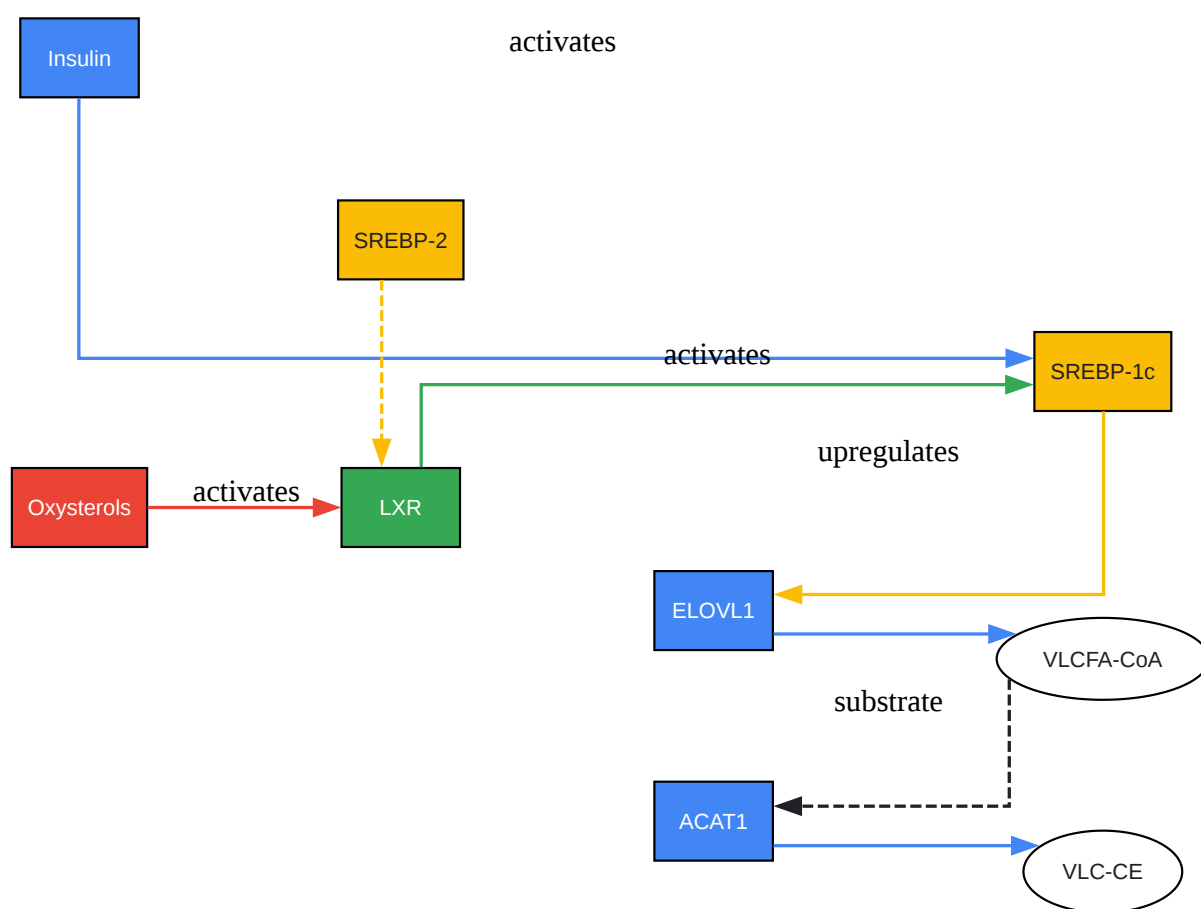 Insulin
activates
SREBP-2
activates
SREBP-1c
upregulates
Oxysterols
activates
LXR
ELOVL1
VLCFA-CoA
substrate
ACAT1
VLC-CE